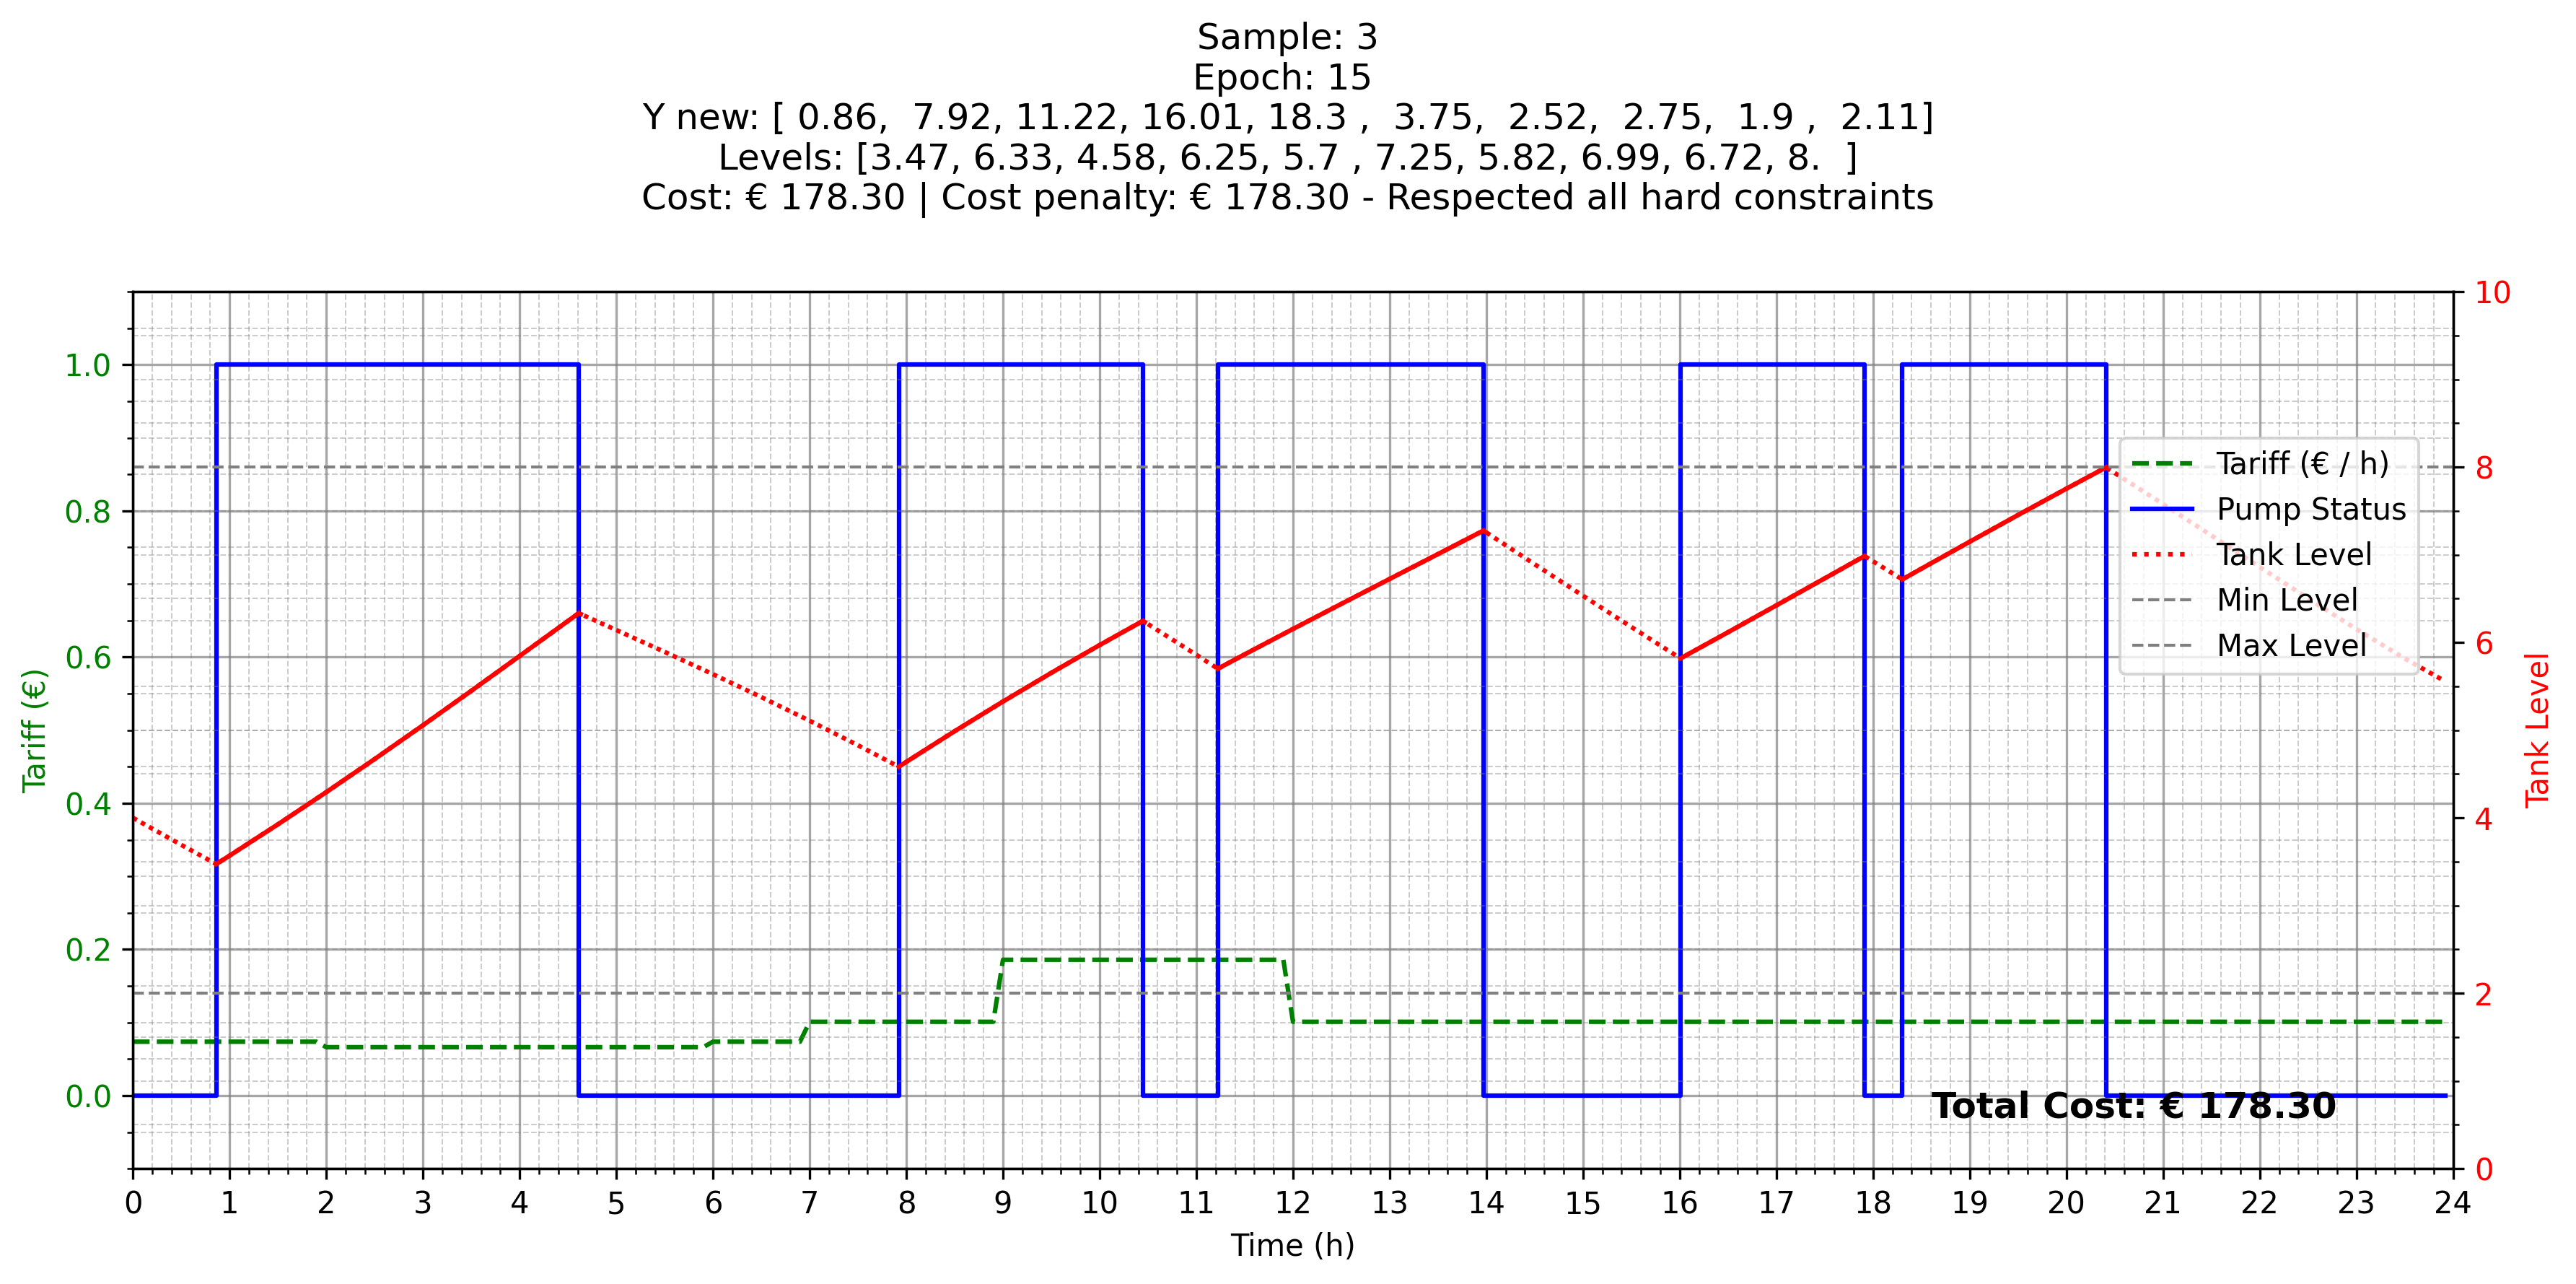 Sample: 3
Epoch: 15
Y new: [ 0.86,  7.92, 11.22, 16.01, 18.3 ,  3.75,  2.52,  2.75,  1.9 ,  2.11]
Levels: [3.47, 6.33, 4.58, 6.25, 5.7 , 7.25, 5.82, 6.99, 6.72, 8.  ]
Cost: € 178.30 | Cost penalty: € 178.30 - Respected all hard constraints
Tariff (€)
1.0
0.8
0.6
0.4
0.2
0.0
10
8
6
4
2
0
Tank Level
Tariff (€ / h)
Pump Status
Tank Level
Min Level
Max Level
Total Cost: € 178.30
0 1 2 3 4 5 6 7 8 9 10 11 12 13 14 15 16 17 18 19 20 21 22 23 24
Time (h)